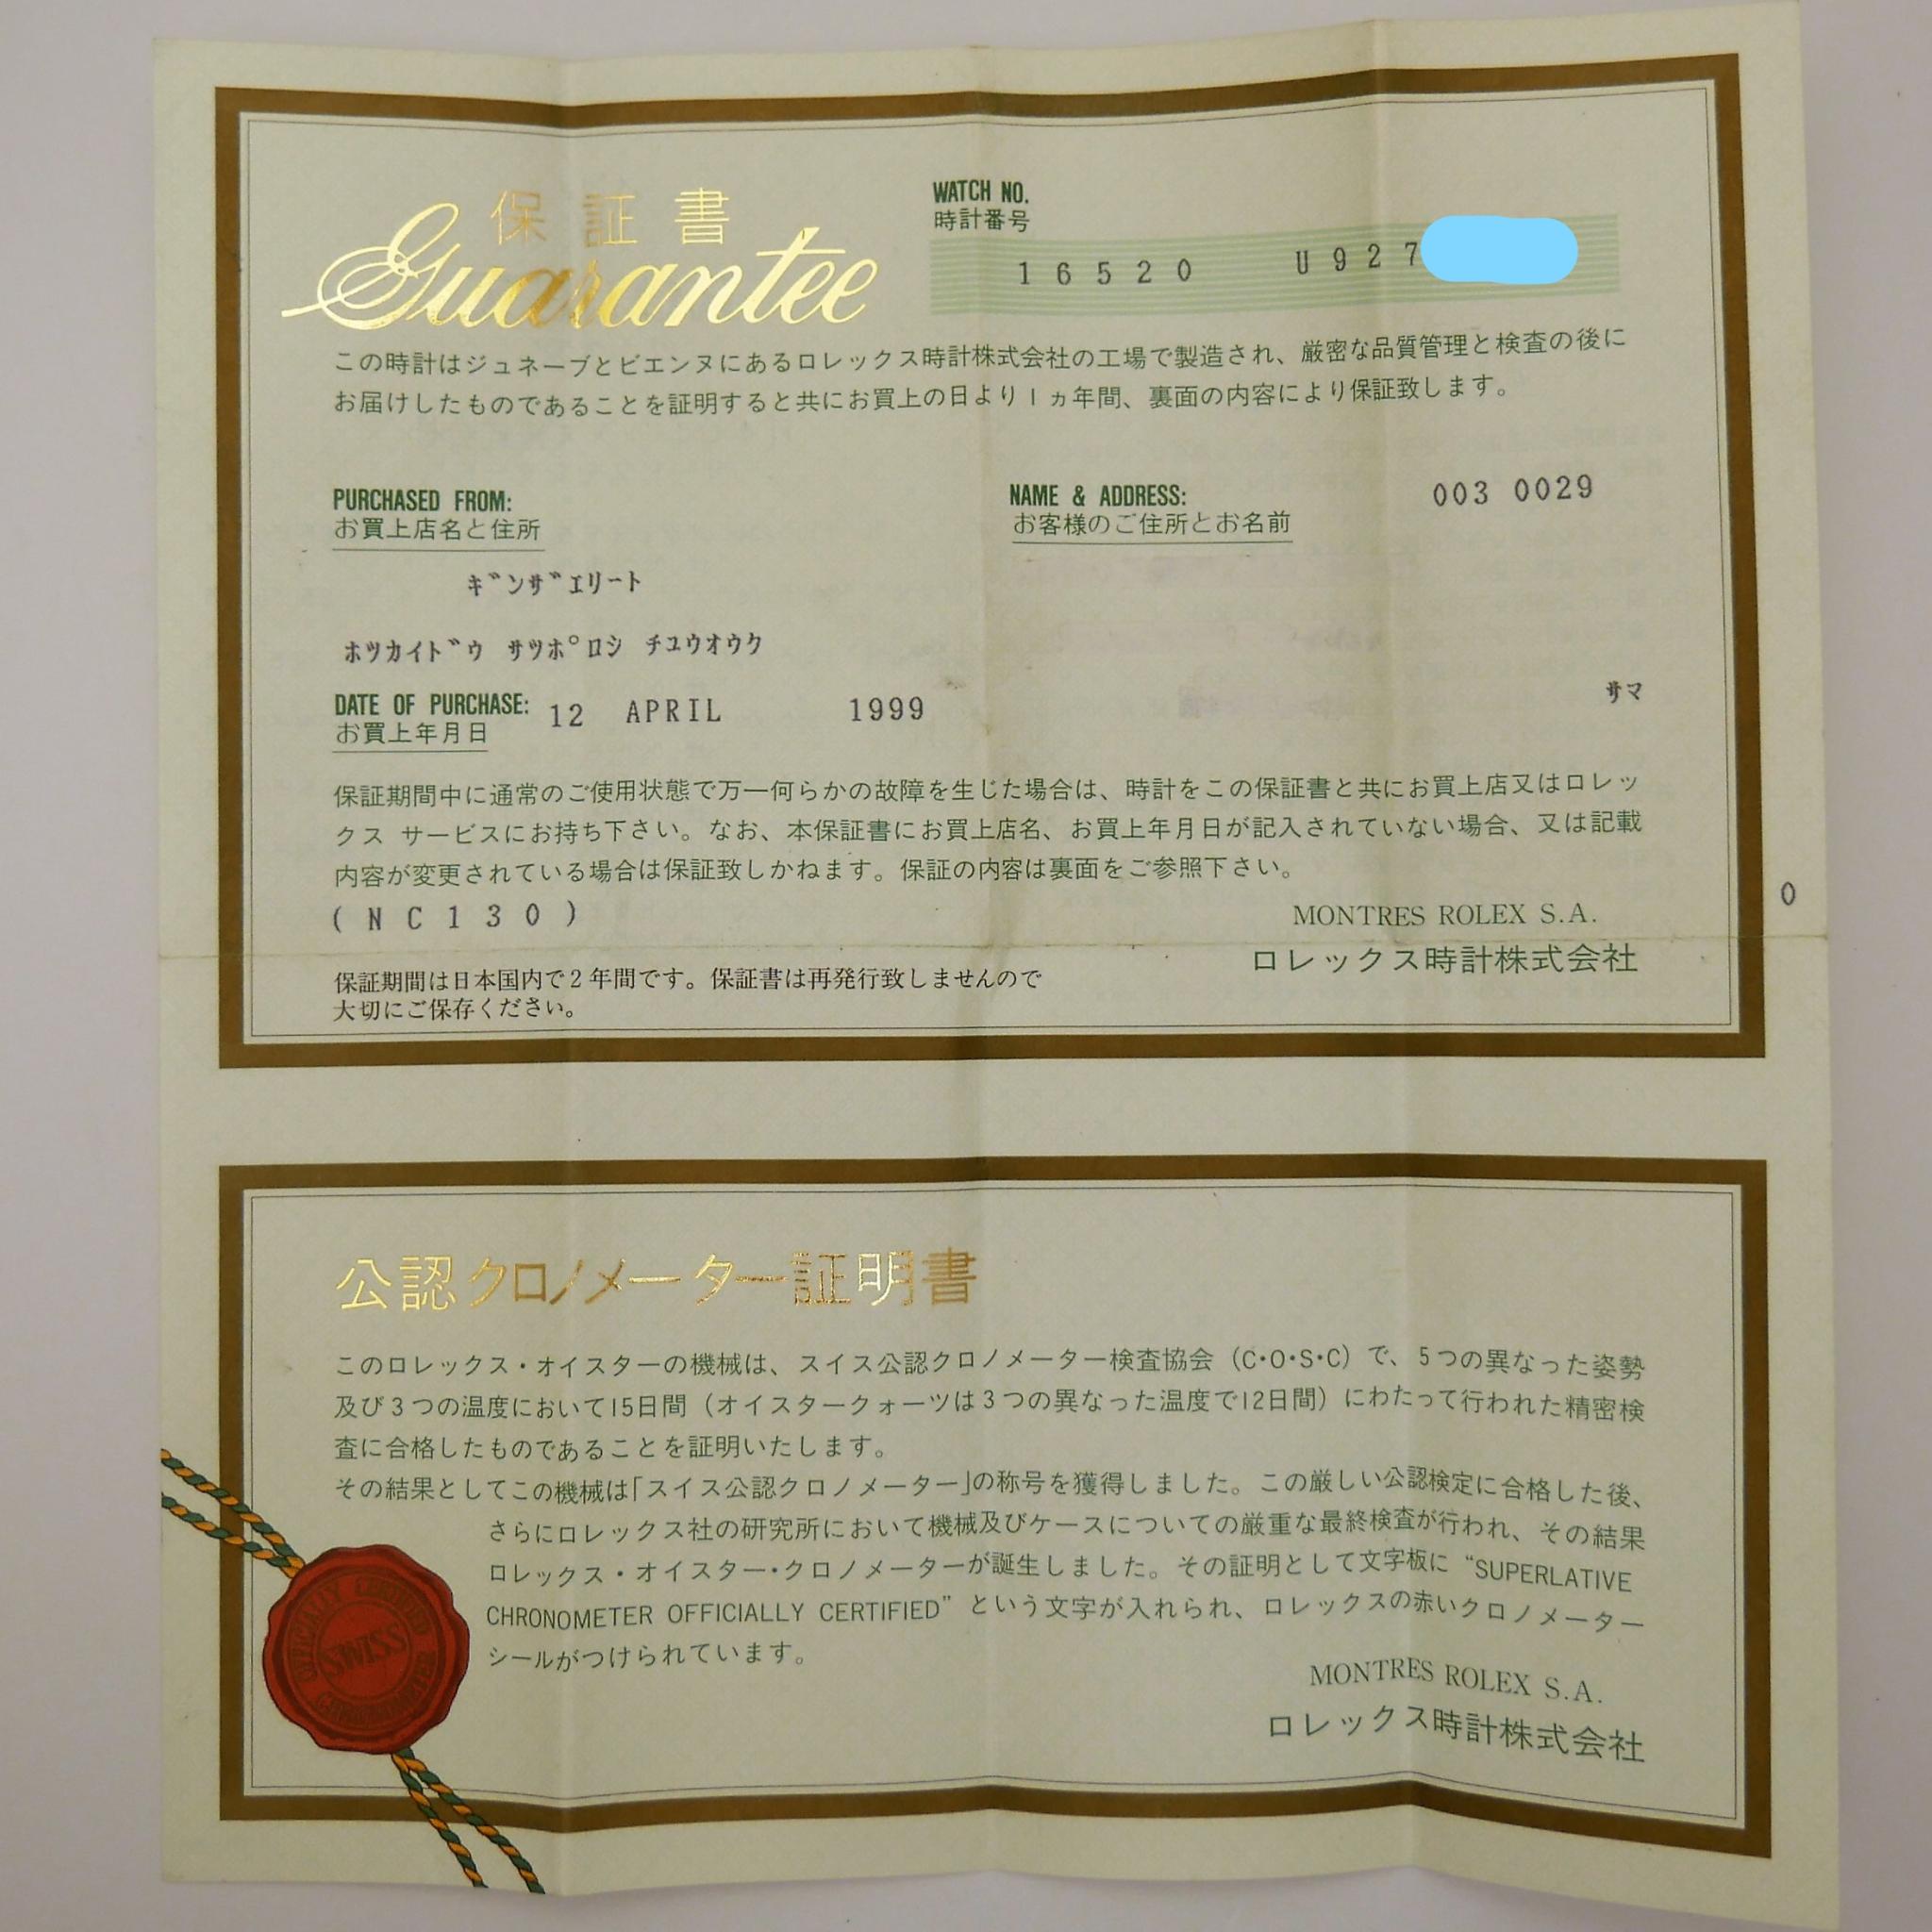 保証書
Guarantee
WATCH NO.
時計番号
16520 U927
この時計はジュネーブとビエンヌにあるロレックス時計株式会社の工場で製造され、厳密な品質管理と検査の後に
お届けしたものであることを証明すると共にお買上の日より1ヵ年間、裏面の内容により保証致します。
PURCHASED FROM:
お買上店名と住所
ギンザエリート
ホツカイドウ サツポロシ チユウオウク
NAME & ADDRESS:
お客様のご住所とお名前
003 0029
サマ
DATE OF PURCHASE: 12 APRIL 1999
お買上年月日
保証期間中に通常のご使用状態で万一何らかの故障を生じた場合は、時計をこの保証書と共にお買上店又はロレッ
クス サービスにお持ち下さい。なお、本保証書にお買上店名、お買上年月日が記入されていない場合、又は記載
内容が変更されている場合は保証致しかねます。保証の内容は裏面をご参照下さい。
(NC130)
MONTRES ROLEX S.A.
ロレックス時計株式会社
0
保証期間は日本国内で2年間です。保証書は再発行致しませんので
大切にご保存ください。
公認クロノメーター証明書
このロレックス・オイスターの機械は、スイス公認クロノメーター検査協会（C・O・S・C）で、5つの異なった姿勢
及び3つの温度において15日間（オイスタークォーツは3つの異なった温度で12日間）にわたって行われた精密検
査に合格したものであることを証明いたします。
その結果としてこの機械は「スイス公認クロノメーター」の称号を獲得しました。この厳しい公認検定に合格した後、
さらにロレックス社の研究所において機械及びケースについての厳重な最終検査が行われ、その結果
ロレックス・オイスター・クロノメーターが誕生しました。その証明として文字板に “SUPERLATIVE
CHRONOMETER OFFICIALLY CERTIFIED” という文字が入れられ、ロレックスの赤いクロノメーター
シールがつけられています。
OFFICIALLY CERTIFIED
SWISS
CHRONOMETER
MONTRES ROLEX S.A.
ロレックス時計株式会社